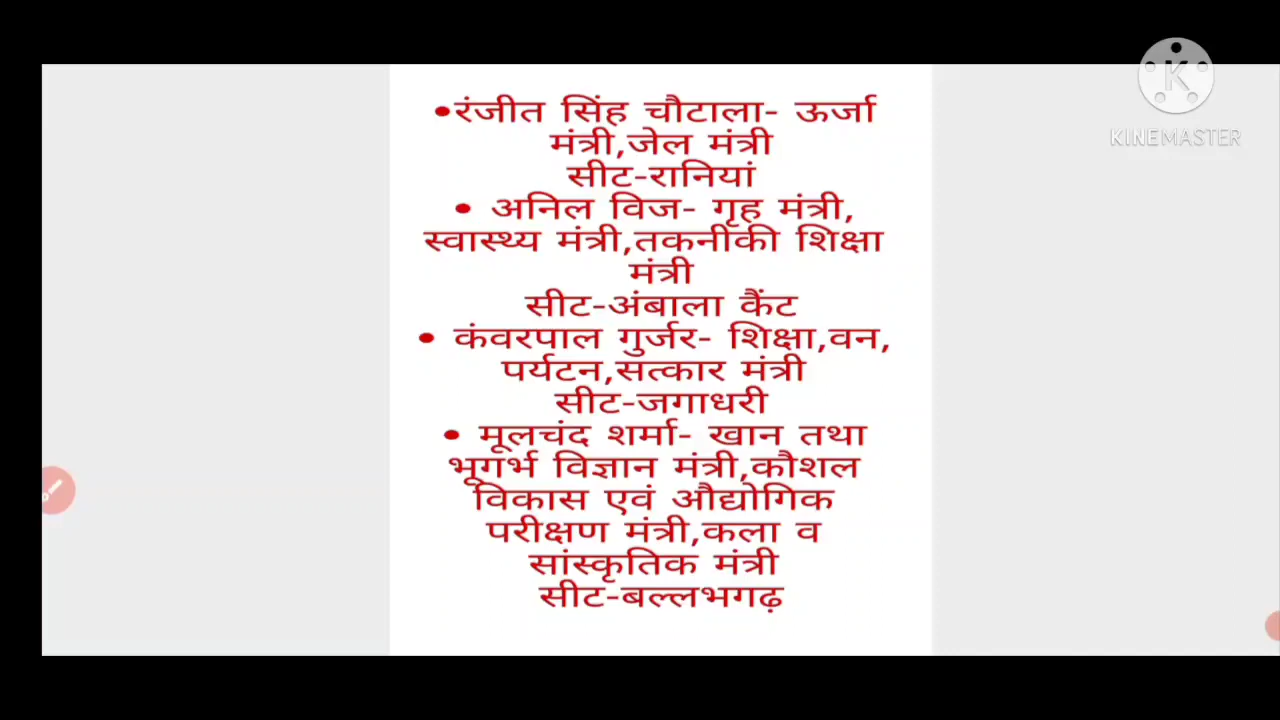 •रंजीत सिंह चौटाला- ऊर्जा
मंत्री,जेल मंत्री
सीट-रानियां
• अनिल विज- गृह मंत्री,
स्वास्थ्य मंत्री,तकनीकी शिक्षा
मंत्री
सीट-अंबाला कैंट
• कंवरपाल गुर्जर- शिक्षा,वन,
पर्यटन,सत्कार मंत्री
सीट-जगाधरी
• मूलचंद शर्मा- खान तथा
भूगर्भ विज्ञान मंत्री,कौशल
विकास एवं औद्योगिक
परीक्षण मंत्री,कला व
सांस्कृतिक मंत्री
सीट-बल्लभगढ़
K
KINEMASTER